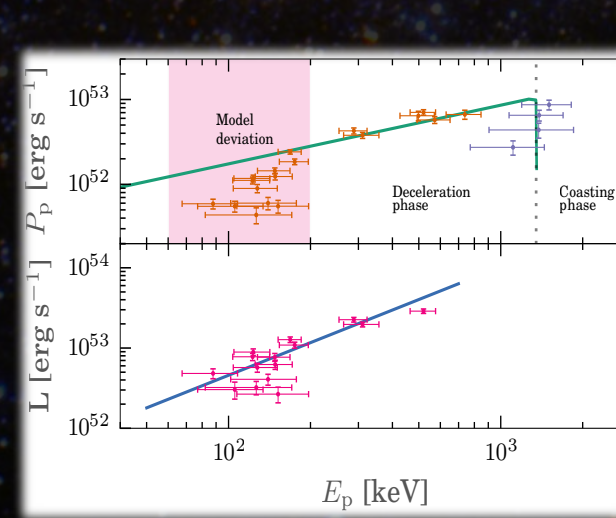 10^53
10^52
P_p [erg s^−1]
Model
deviation
Deceleration
phase
Coasting
phase
10^54
10^53
10^52
L [erg s^−1]
10^2
10^3
E_p [keV]